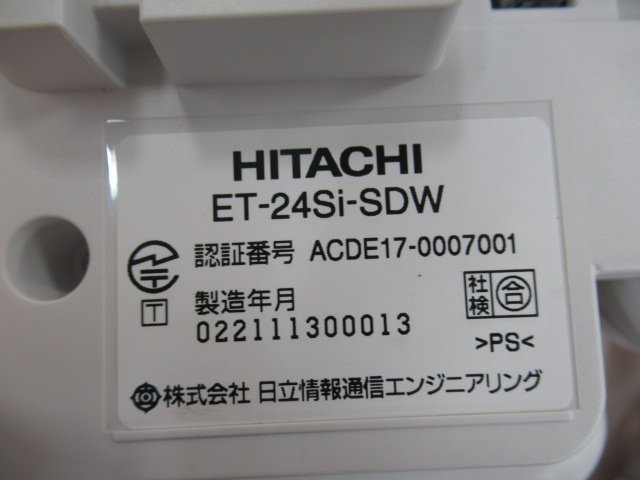 HITACHI
ET-24Si-SDW
認証番号 ACDE17-0007001
T
製造年月
022111300013
社検 合
>PS<
株式会社 日立情報通信エンジニアリング